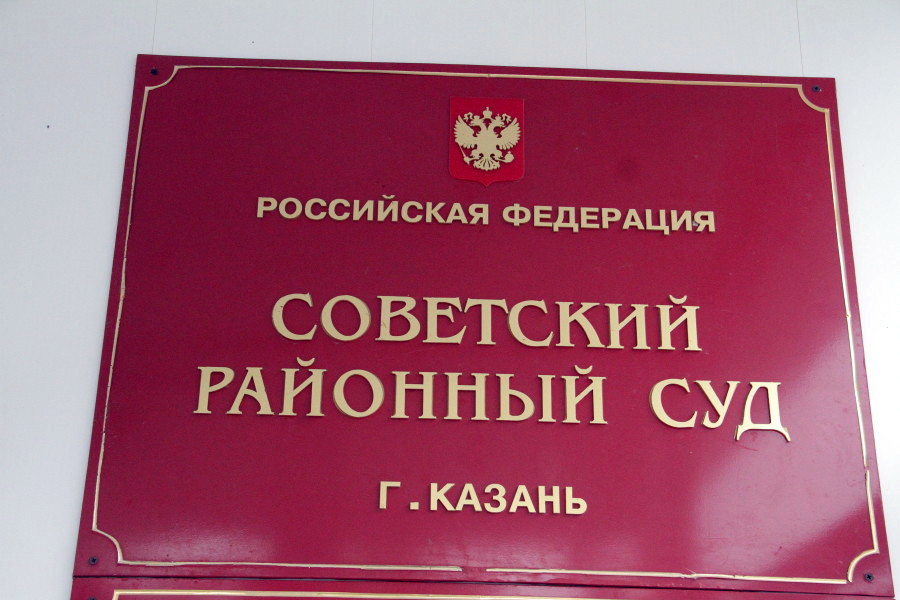 РОССИЙСКАЯ ФЕДЕРАЦИЯ
СОВЕТСКИЙ
РАЙОННЫЙ СУД
Г. КАЗАНЬ